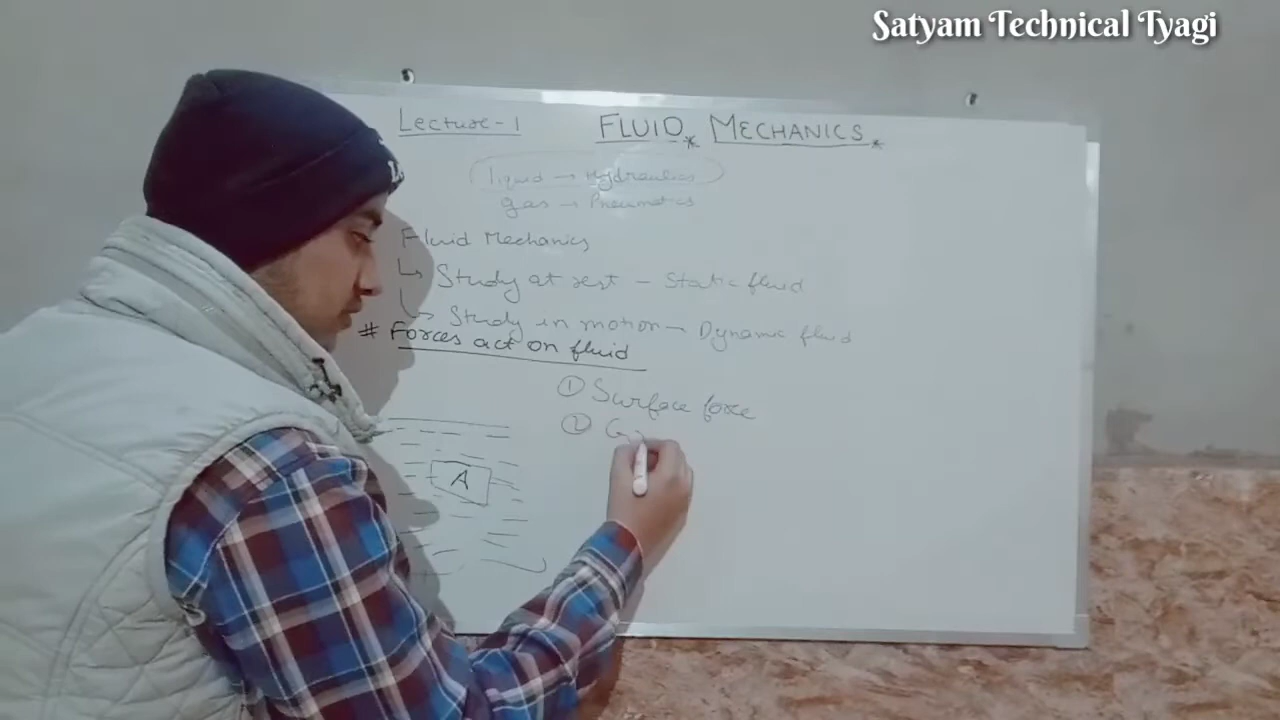 Satyam Technical Tyagi
Lecture-1 FLUID MECHANICS
liquid → Hydraulics
gas → Pneumatics
Fluid Mechanics
Study at rest - Static fluid
Study in motion - Dynamic fluid
# Forces act on fluid
① Surface force
② G
A